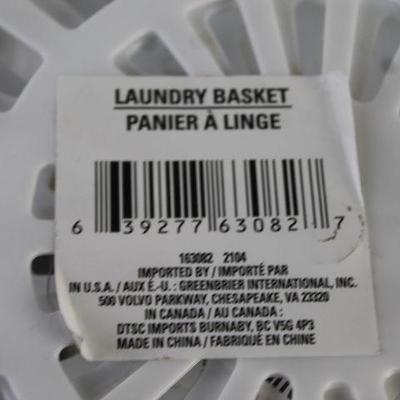 LAUNDRY BASKET
PANIER À LINGE
6 39277 63082 7
163082 2104
IMPORTED BY / IMPORTÉ PAR
IN U.S.A. / AUX É.-U. : GREENBRIER INTERNATIONAL, INC.
500 VOLVO PARKWAY, CHESAPEAKE, VA 23320
IN CANADA / AU CANADA :
DTSC IMPORTS BURNABY, BC V5G 4P3
MADE IN CHINA / FABRIQUÉ EN CHINE